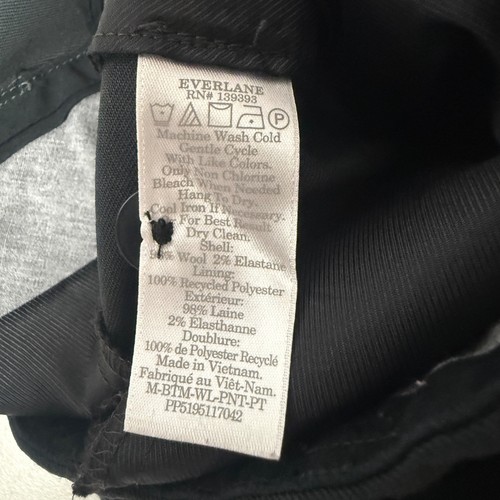 EVERLANE
RN# 139393
P
Machine Wash Cold
Gentle Cycle
With Like Colors.
Only Non Chlorine
Bleach When Needed
Hang To Dry.
Cool Iron If Necessary.
For Best Result
Dry Clean.
Shell:
Wool 2% Elastane
Lining:
100% Recycled Polyester
Extérieur:
98% Laine
2% Elasthanne
Doublure:
100% de Polyester Recyclé
Made in Vietnam.
Fabriqué au Viêt-Nam.
M-BTM-WL-PNT-PT
PP5195117042